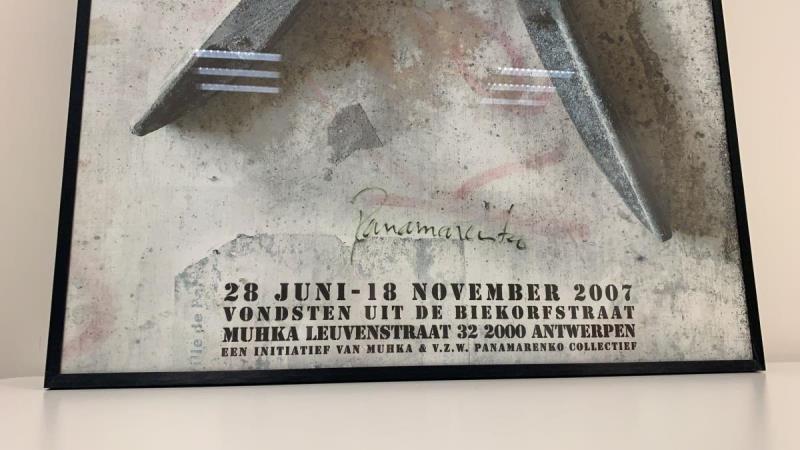 Panamarenko
28 JUNI-18 NOVEMBER 2007
VONDSTEN UIT DE BIEKORFSTRAAT
MUHKA LEUVENSTRAAT 32 2000 ANTWERPEN
EEN INITIATIEF VAN MUHKA & V.Z.W. PANAMARENKO COLLECTIEF